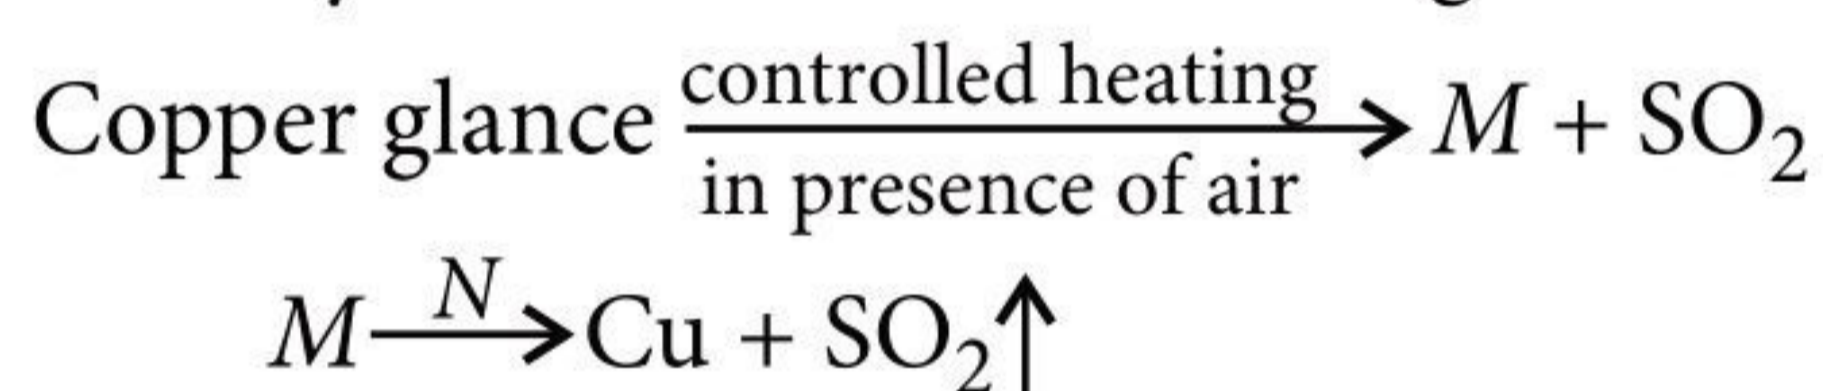 Copper glance controlled heating in presence of air → M + SO₂
M N → Cu + SO₂↑